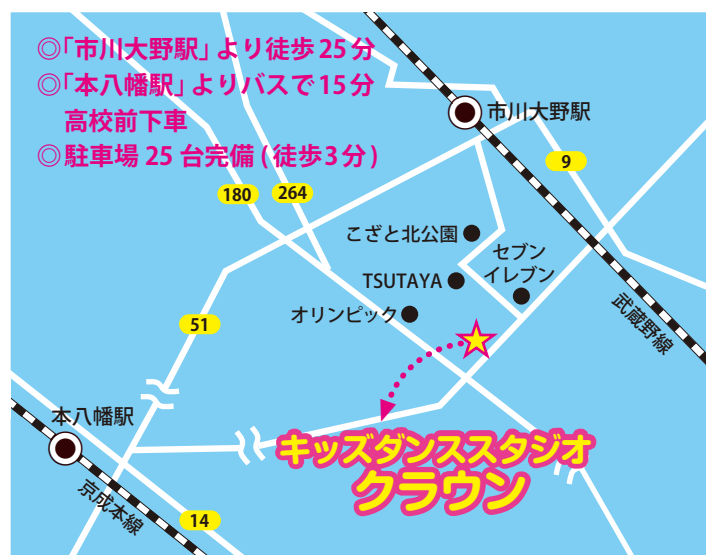 ◎「市川大野駅」より徒歩25分
◎「本八幡駅」よりバスで15分
高校前下車
◎駐車場 25 台完備(徒歩3分)
市川大野駅
9
180
264
こざと北公園
セブン
イレブン
TSUTAYA
オリンピック
51
武蔵野線
本八幡駅
キッズダンススタジオ
クラウン
京成本線
14